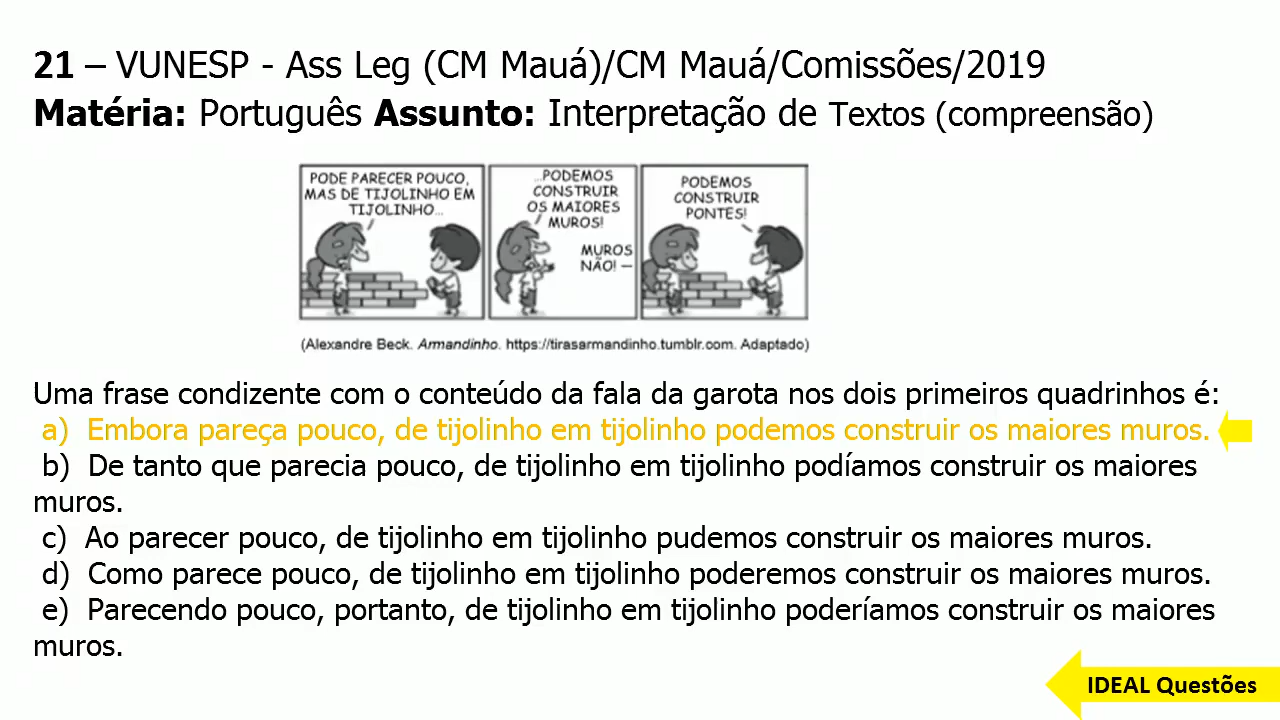 21 – VUNESP - Ass Leg (CM Mauá)/CM Mauá/Comissões/2019
Matéria: Português Assunto: Interpretação de Textos (compreensão)
PODE PARECER POUCO,
MAS DE TIJOLINHO EM
TIJOLINHO...
...PODEMOS
CONSTRUIR
OS MAIORES
MUROS!
MUROS
NÃO!
PODEMOS
CONSTRUIR
PONTES!
(Alexandre Beck. Armandinho. https://tirasarmandinho.tumblr.com. Adaptado)
Uma frase condizente com o conteúdo da fala da garota nos dois primeiros quadrinhos é:
a) Embora pareça pouco, de tijolinho em tijolinho podemos construir os maiores muros.
b) De tanto que parecia pouco, de tijolinho em tijolinho podíamos construir os maiores
muros.
c) Ao parecer pouco, de tijolinho em tijolinho pudemos construir os maiores muros.
d) Como parece pouco, de tijolinho em tijolinho poderemos construir os maiores muros.
e) Parecendo pouco, portanto, de tijolinho em tijolinho poderíamos construir os maiores
muros.
IDEAL Questões